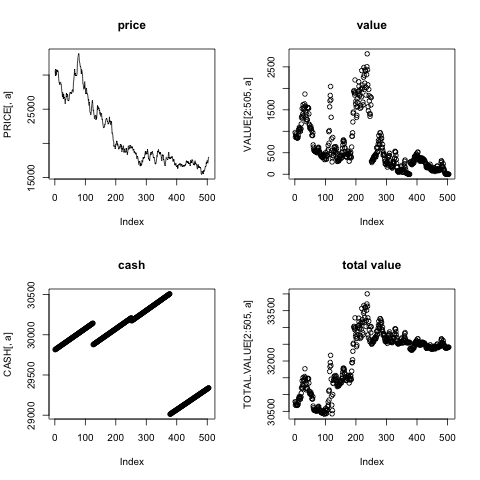 price
PRICE[, a]
15000 25000
0 100 200 300 400 500
Index
value
VALUE[2:505, a]
0 500 1500 2500
0 100 200 300 400 500
Index
cash
CASH[, a]
29000 29500 30000 30500
0 100 200 300 400 500
Index
total value
TOTAL.VALUE[2:505, a]
30500 32000 33500
0 100 200 300 400 500
Index